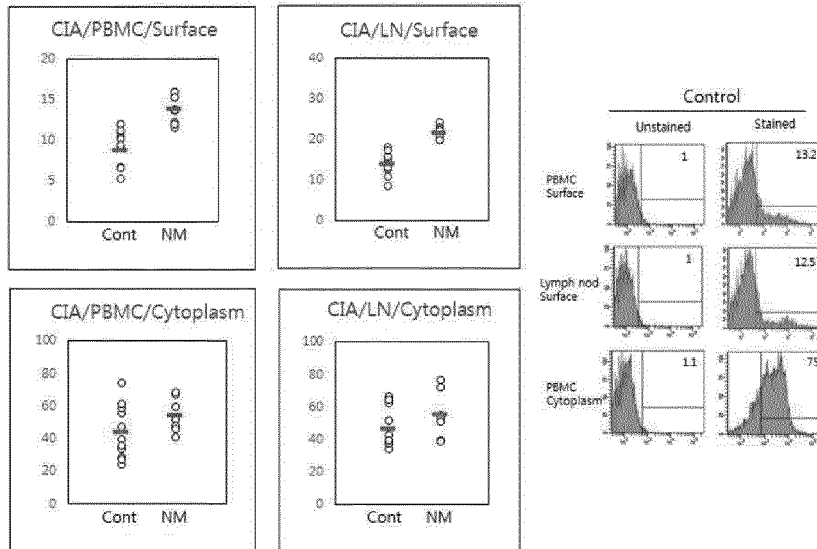 CIA/PBMC/Surface
20
15
10
5
0
Cont NM
CIA/LN/Surface
40
30
20
10
0
Cont NM
CIA/PBMC/Cytoplasm
100
80
60
40
20
0
Cont NM
CIA/LN/Cytoplasm
100
80
60
40
20
0
Cont NM
Control
Unstained Stained
PBMC
Surface
1
13.2
Lymph nod
Surface
1
12.5
PBMC
Cytoplasm
1.1
75